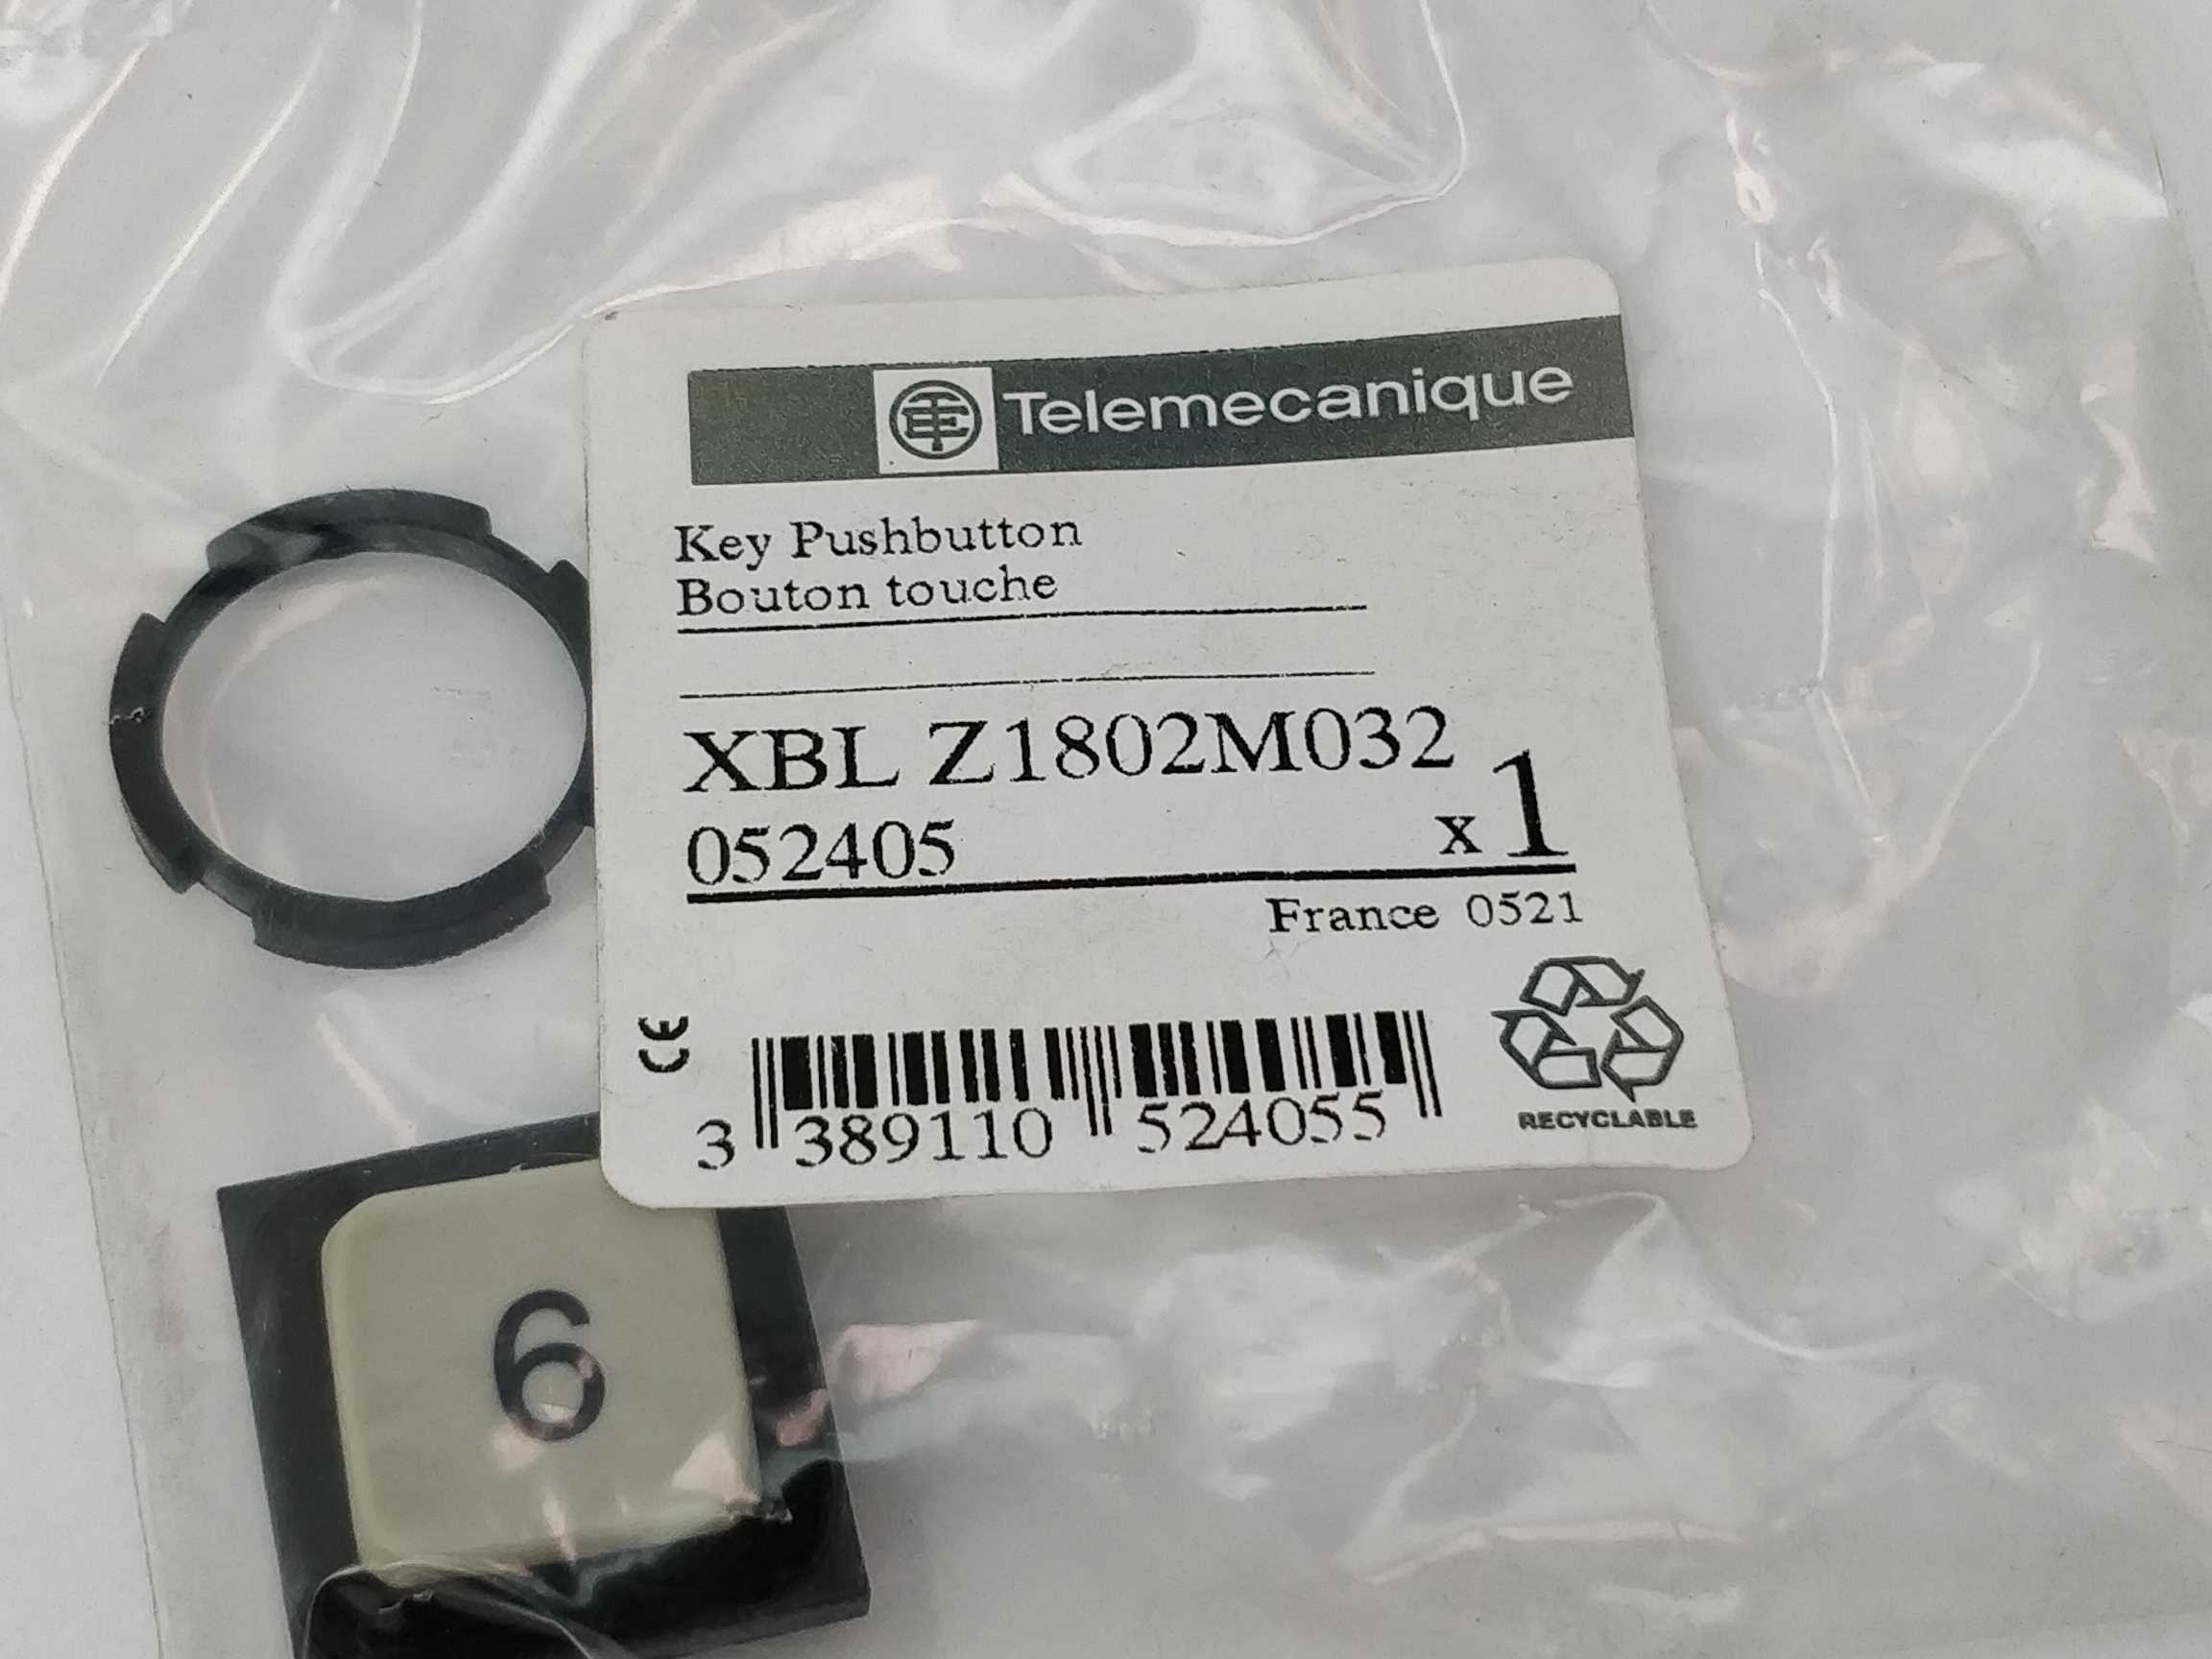 Telemecanique
Key Pushbutton
Bouton touche
XBL Z1802M032
052405 x 1
France 0521
CE
3 389110 524055
RECYCLABLE
6